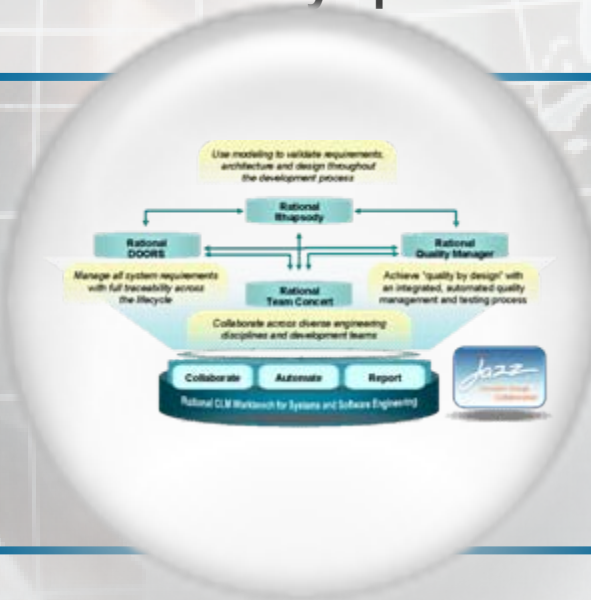 Use modeling to validate requirements,
architecture and design throughout
the development process
Rational
Rhapsody
Rational
DOORS
Rational
Quality Manager
Manage all system requirements
with full traceability across
the lifecycle
Rational
Team Concert
Achieve "quality by design" with
an integrated, automated quality
management and testing process
Collaborate across diverse engineering
disciplines and development teams
Collaborate
Automate
Report
Rational CLM Workbench for Systems and Software Engineering
Jazz